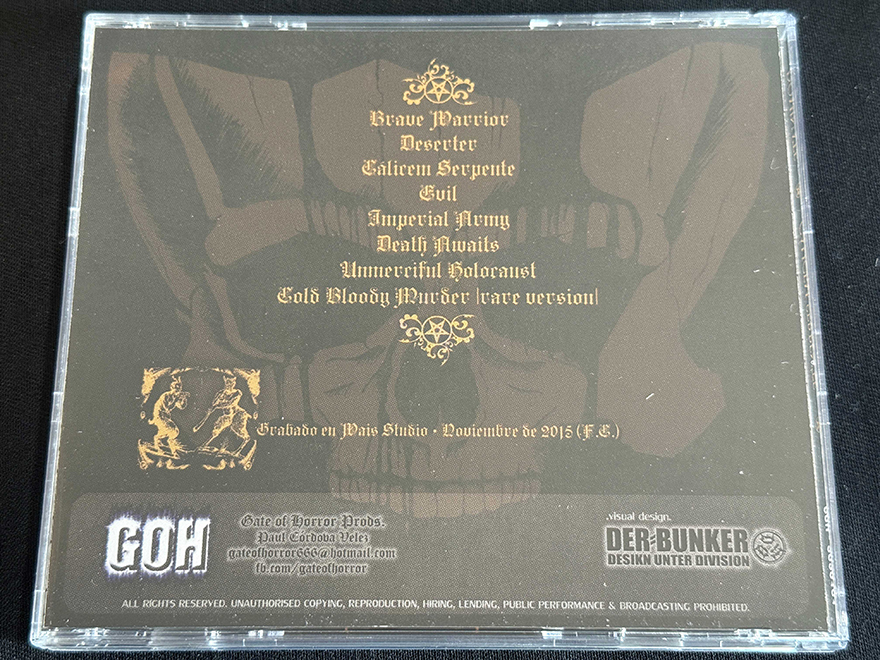 Brave Warrior
Deserter
Cálicem Serpente
Evil
Imperial Army
Death Awaits
Unmerciful Holocaust
Cold Bloody Murder |rare version|
Grabado en Mais Studio - Noviembre de 2015 (F.E.)
GOH
Gate of Horror Prods.
Paul Córdova Vélez
gateofhorror666@hotmail.com
fb.com/gateofhorror
.visual design.
DER-BUNKER
DESIKN UNTER DIVISION
ALL RIGHTS RESERVED. UNAUTHORISED COPYING, REPRODUCTION, HIRING, LENDING, PUBLIC PERFORMANCE & BROADCASTING PROHIBITED.